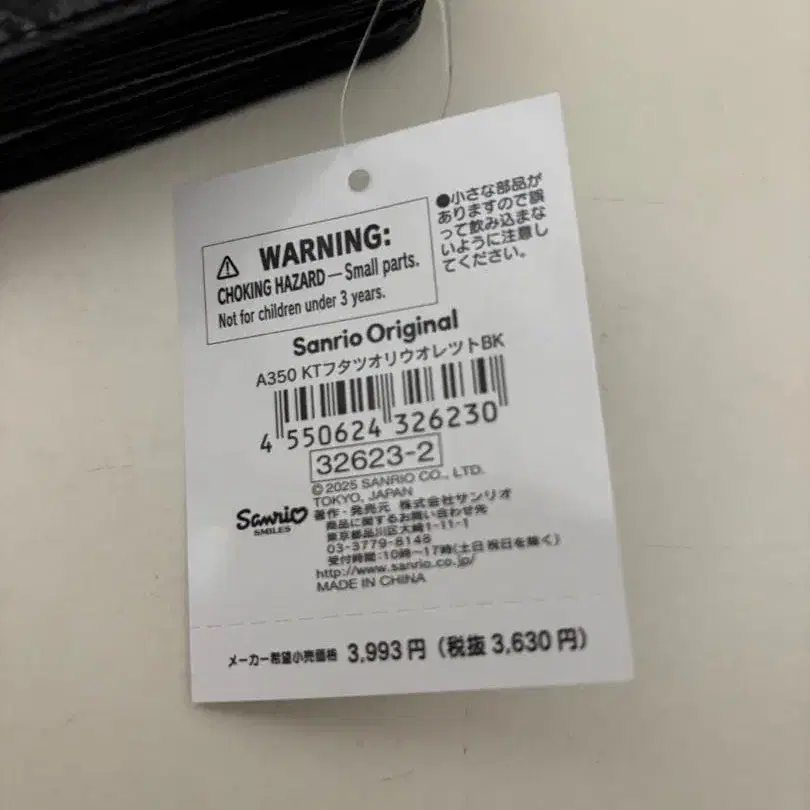 WARNING:
CHOKING HAZARD — Small parts.
Not for children under 3 years.
●小さな部品が
ありますので誤
って飲み込まな
いように注意し
てください。
Sanrio Original
A350 KTフタツオリウオレツトBK
4 550624 326230
32623-2
© 2025 SANRIO CO., LTD.
TOKYO, JAPAN
Sanrio
SMILES
著作・発売元 株式会社サンリオ
商品に関するお問い合わせ先
東京都品川区大崎1-11-1
03-3779-8148
受付時間:10時~17時(土日祝日を除く)
http://www.sanrio.co.jp/
MADE IN CHINA
メーカー希望小売価格 3,993円(税抜3,630円)